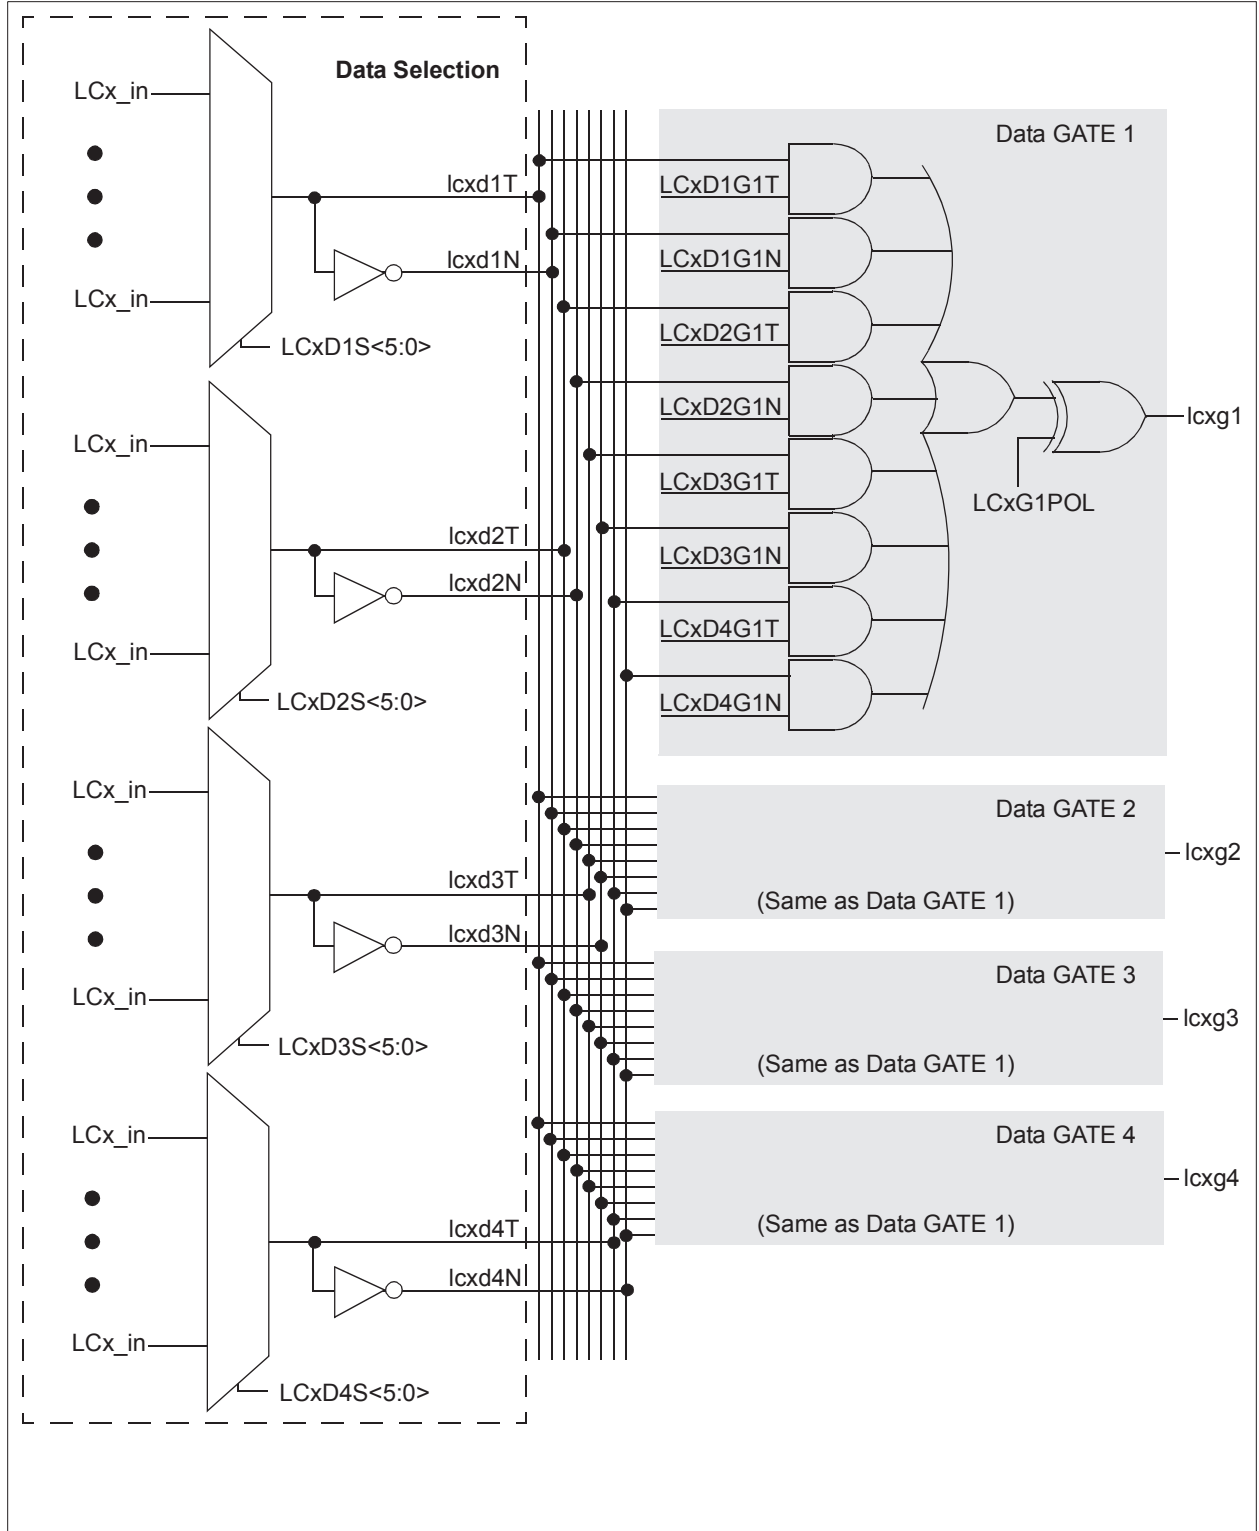 Data Selection
LCx_in
LCx_in
lcxd1T
lcxd1N
LCxD1S<5:0>
LCx_in
LCx_in
lcxd2T
lcxd2N
LCxD2S<5:0>
LCx_in
LCx_in
lcxd3T
lcxd3N
LCxD3S<5:0>
LCx_in
LCx_in
lcxd4T
lcxd4N
LCxD4S<5:0>
Data GATE 1
LCxD1G1T
LCxD1G1N
LCxD2G1T
LCxD2G1N
LCxD3G1T
LCxD3G1N
LCxD4G1T
LCxD4G1N
LCxG1POL
lcxg1
Data GATE 2
(Same as Data GATE 1)
lcxg2
Data GATE 3
(Same as Data GATE 1)
lcxg3
Data GATE 4
(Same as Data GATE 1)
lcxg4